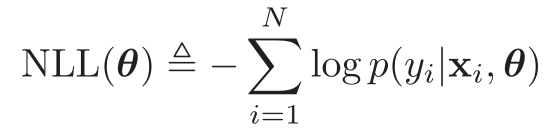 NLL(𝜽) ≜ − ∑_{i=1}^{N} log p(y_i|𝐱_i, 𝜽)